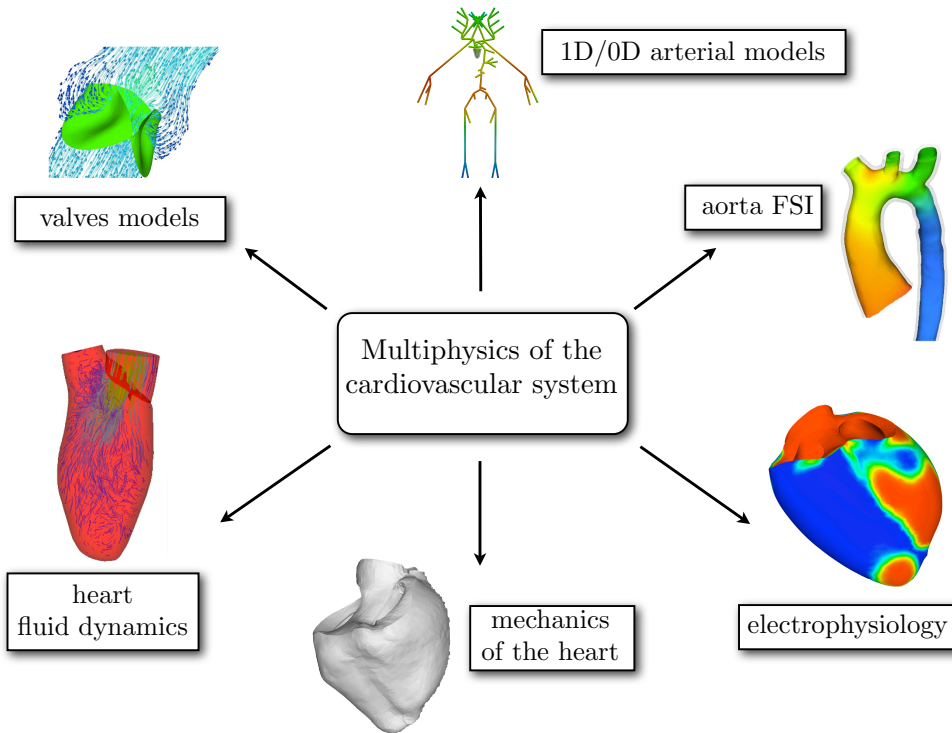 1D/0D arterial models
valves models
aorta FSI
Multiphysics of the
cardiovascular system
heart
fluid dynamics
mechanics
of the heart
electrophysiology